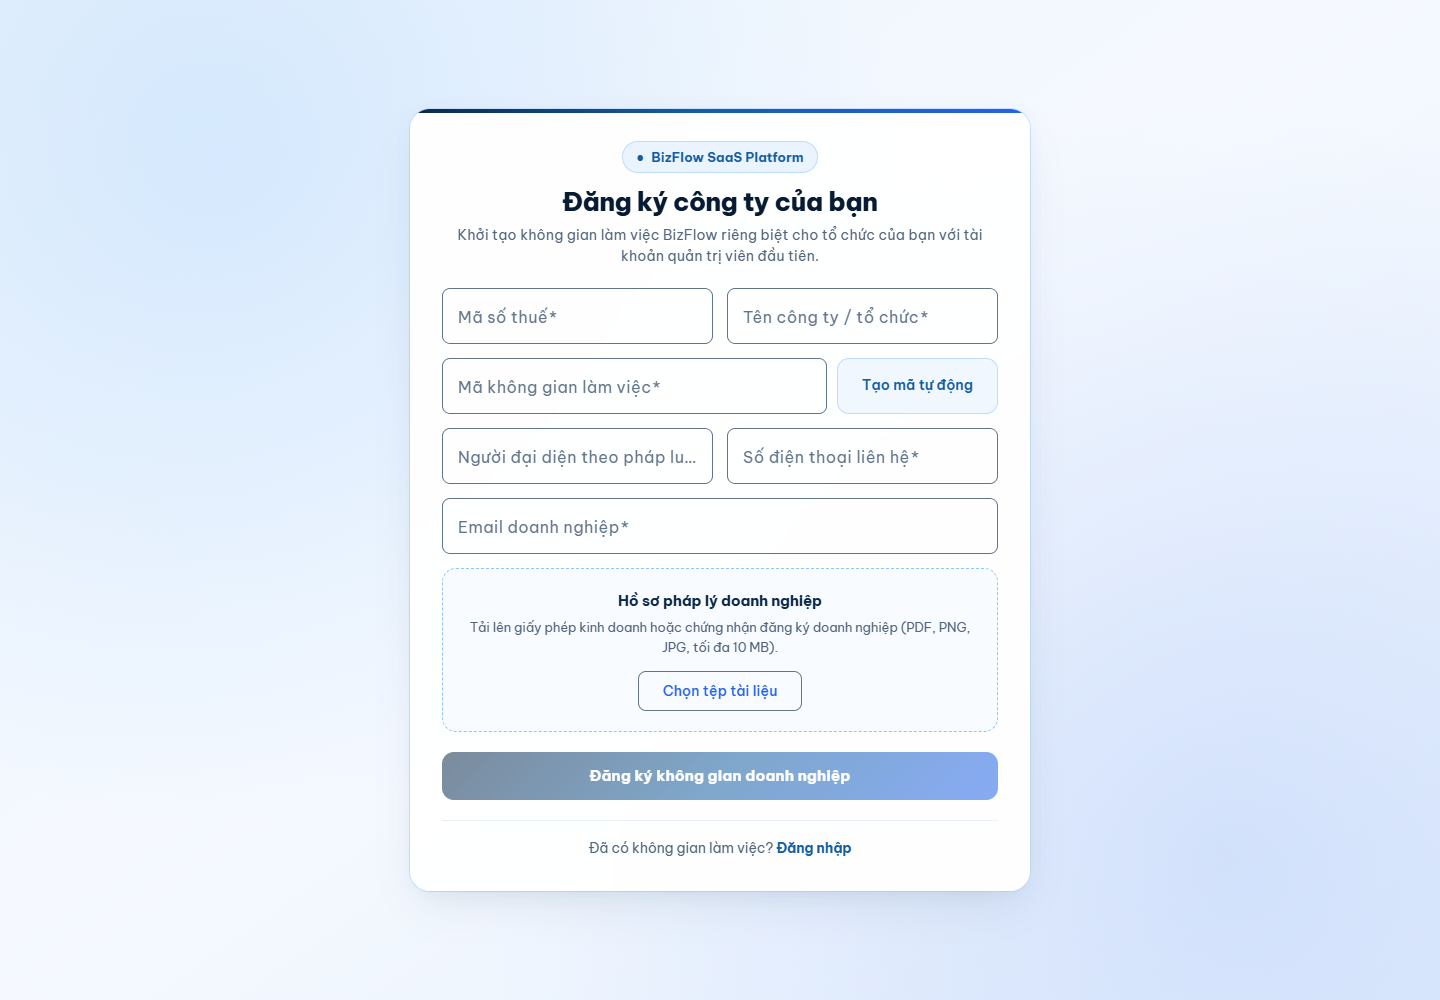 BizFlow SaaS Platform
Đăng ký công ty của bạn
Khởi tạo không gian làm việc BizFlow riêng biệt cho tổ chức của bạn với tài
khoản quản trị viên đầu tiên.
Mã số thuế*
Tên công ty / tổ chức*
Mã không gian làm việc*
Tạo mã tự động
Người đại diện theo pháp lu...
Số điện thoại liên hệ*
Email doanh nghiệp*
Hồ sơ pháp lý doanh nghiệp
Tải lên giấy phép kinh doanh hoặc chứng nhận đăng ký doanh nghiệp (PDF, PNG,
JPG, tối đa 10 MB).
Chọn tệp tài liệu
Đăng ký không gian doanh nghiệp
Đã có không gian làm việc? Đăng nhập